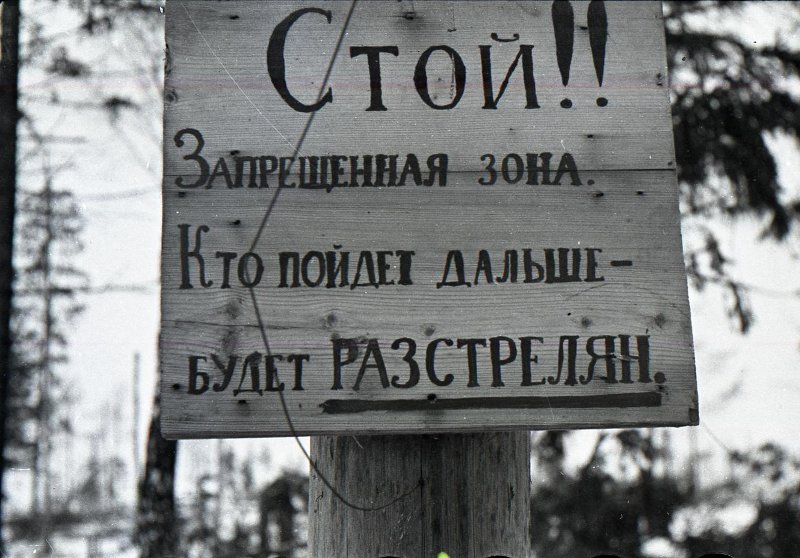 Стой!!
Запрещенная зона.
Кто пойдет дальше-
будет РАЗСТРЕЛЯН.